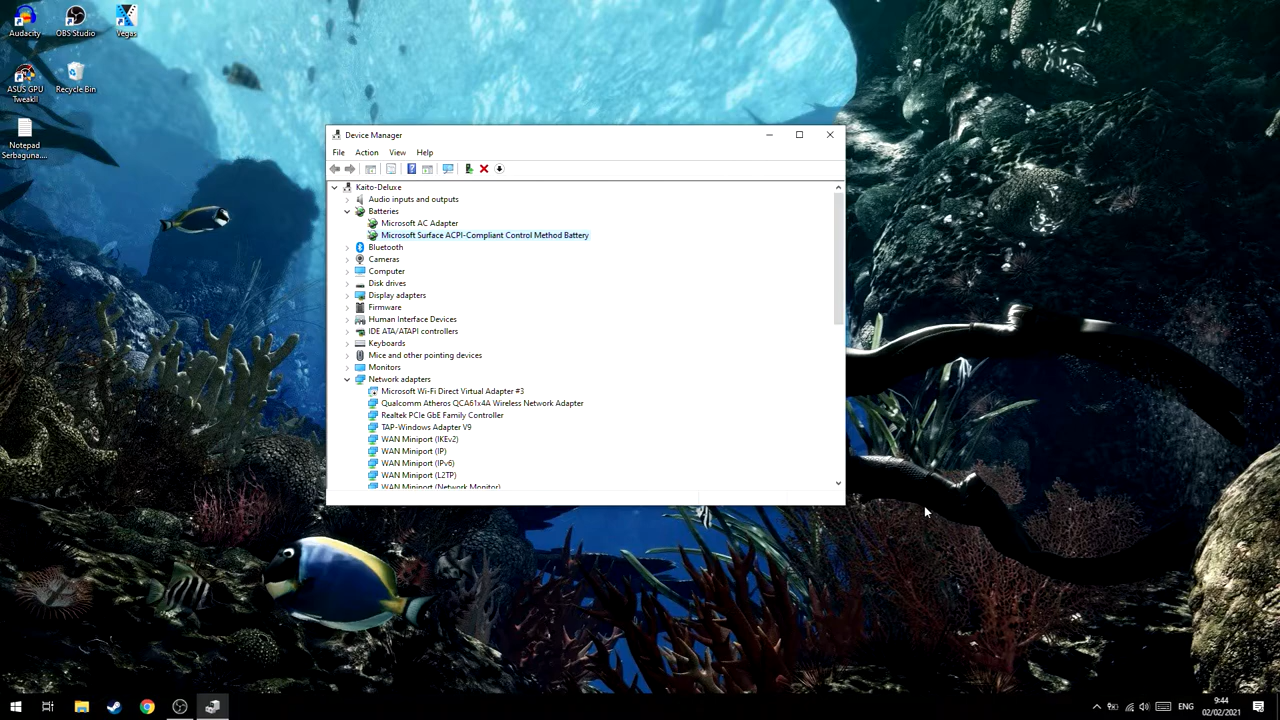 Audacity
OBS Studio
Vegas
ASUS GPU
TweakII
Recycle Bin
Notepad
Serbaguna....
Device Manager
File Action View Help
Kaito-Deluxe
Audio inputs and outputs
Batteries
Microsoft AC Adapter
Microsoft Surface ACPI-Compliant Control Method Battery
Bluetooth
Cameras
Computer
Disk drives
Display adapters
Firmware
Human Interface Devices
IDE ATA/ATAPI controllers
Keyboards
Mice and other pointing devices
Monitors
Network adapters
Microsoft Wi-Fi Direct Virtual Adapter #3
Qualcomm Atheros QCA61x4A Wireless Network Adapter
Realtek PCIe GbE Family Controller
TAP-Windows Adapter V9
WAN Miniport (IKEv2)
WAN Miniport (IP)
WAN Miniport (IPv6)
WAN Miniport (L2TP)
WAN Miniport (Network Monitor)
ENG
9:44
02/02/2021